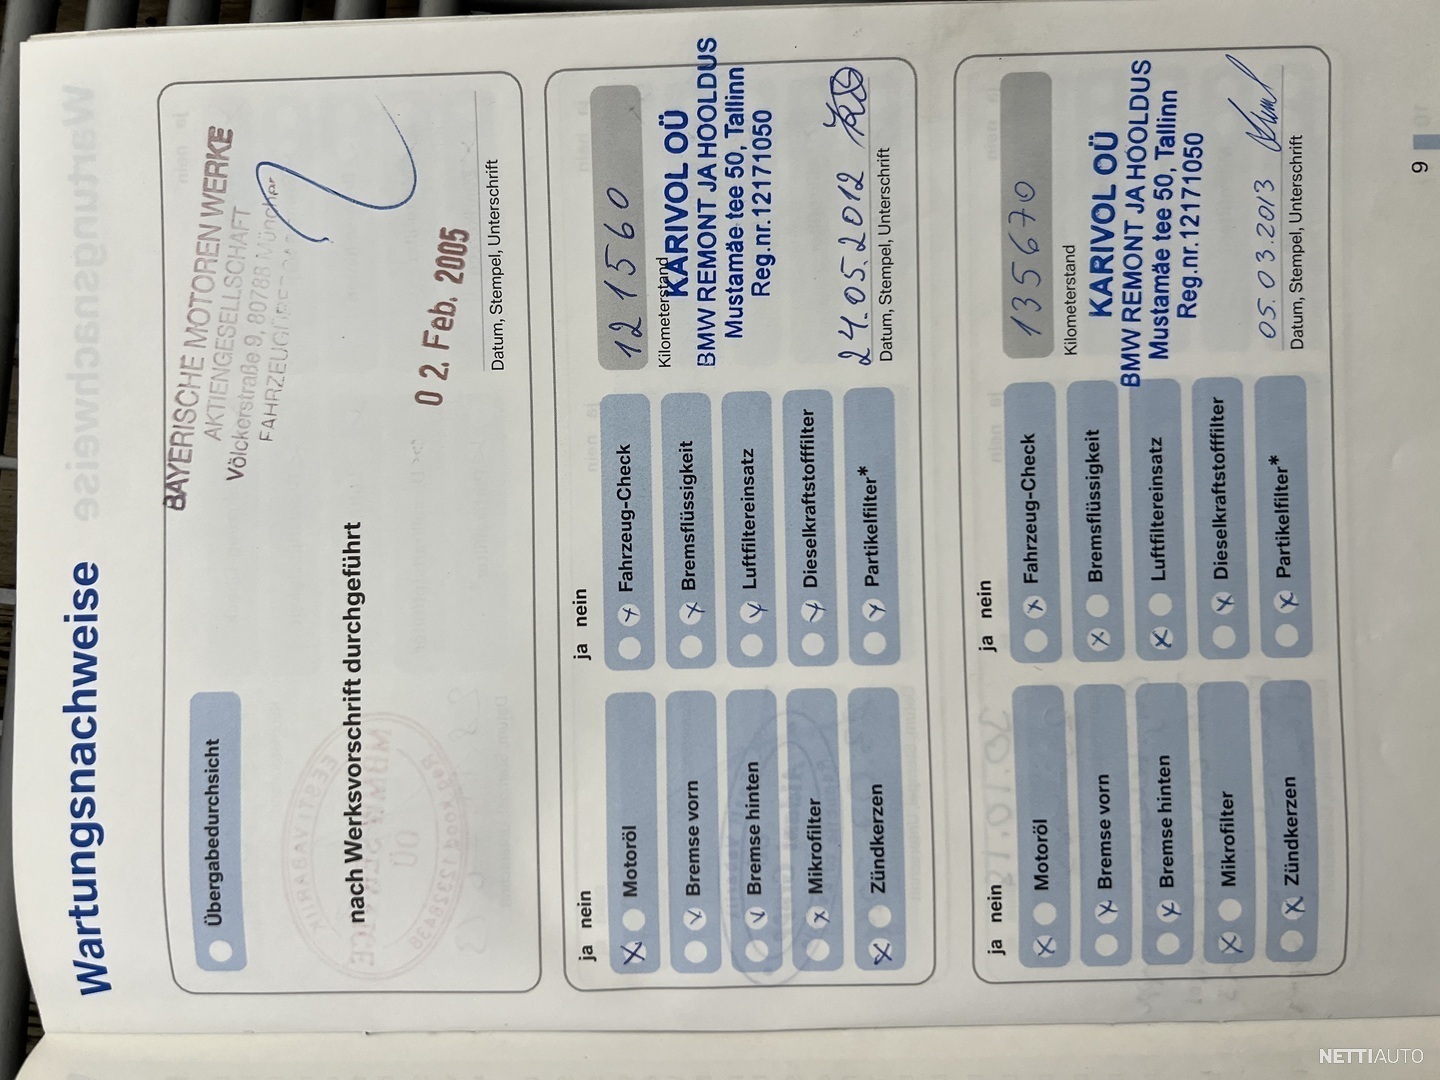 Wartungsnachweise
BAYERISCHE MOTOREN WERKE
AKTIENGESELLSCHAFT
Völckerstraße 9, 80788 München
Übergabedurchsicht
nach Werksvorschrift durchgeführt
0 2. Feb. 2005
Datum, Stempel, Unterschrift
ja nein
ja nein
Motoröl
Fahrzeug-Check
121560
Kilometerstand
Bremse vorn
Bremsflüssigkeit
KARIVOL OÜ
BMW REMONT JA HOOLDUS
Bremse hinten
Luftfiltereinsatz
Mustamäe tee 50, Tallinn
Reg.nr.12171050
Mikrofilter
Dieselkraftstofffilter
24.05.2012
Zündkerzen
Partikelfilter*
Datum, Stempel, Unterschrift
ja nein
ja nein
Motoröl
Fahrzeug-Check
135670
Kilometerstand
Bremse vorn
Bremsflüssigkeit
KARIVOL OÜ
BMW REMONT JA HOOLDUS
Bremse hinten
Luftfiltereinsatz
Mustamäe tee 50, Tallinn
Reg.nr.12171050
Mikrofilter
Dieselkraftstofffilter
05.03.2013
Zündkerzen
Partikelfilter*
Datum, Stempel, Unterschrift
9
NETTIAUTO